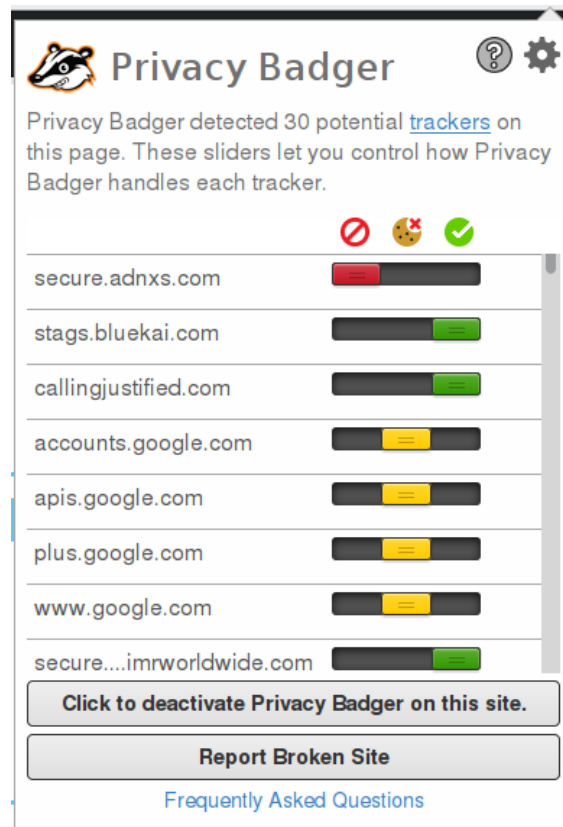 Privacy Badger
Privacy Badger detected 30 potential trackers on
this page. These sliders let you control how Privacy
Badger handles each tracker.
secure.adnxs.com
stags.bluekai.com
callingjustified.com
accounts.google.com
apis.google.com
plus.google.com
www.google.com
secure....imrworldwide.com
Click to deactivate Privacy Badger on this site.
Report Broken Site
Frequently Asked Questions